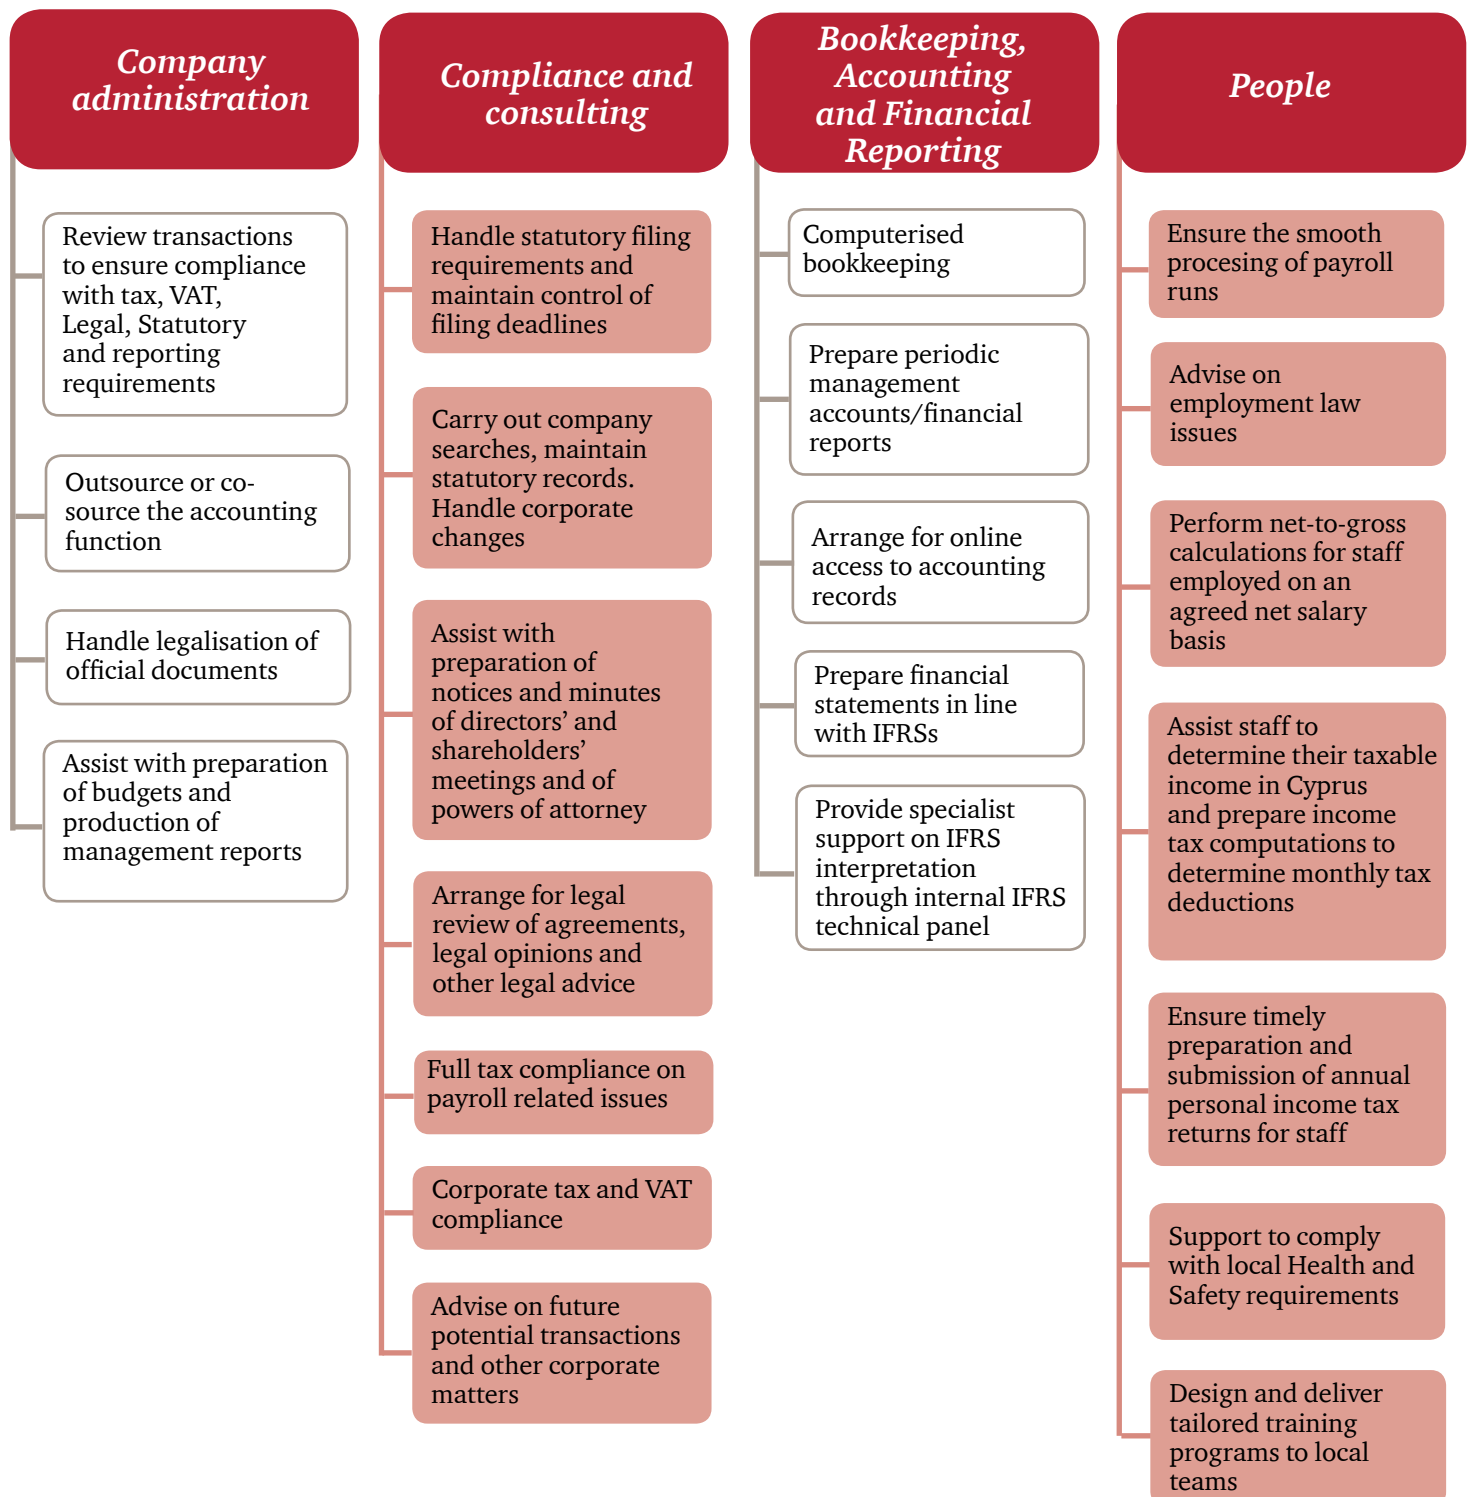 Company
administration
Review transactions
to ensure compliance
with tax, VAT,
Legal, Statutory
and reporting
requirements
Outsource or co-
source the accounting
function
Handle legalisation of
official documents
Assist with preparation
of budgets and
production of
management reports
Compliance and
consulting
Handle statutory filing
requirements and
maintain control of
filing deadlines
Carry out company
searches, maintain
statutory records.
Handle corporate
changes
Assist with
preparation of
notices and minutes
of directors’ and
shareholders’
meetings and of
powers of attorney
Arrange for legal
review of agreements,
legal opinions and
other legal advice
Full tax compliance on
payroll related issues
Corporate tax and VAT
compliance
Advise on future
potential transactions
and other corporate
matters
Bookkeeping,
Accounting
and Financial
Reporting
Computerised
bookkeeping
Prepare periodic
management
accounts/financial
reports
Arrange for online
access to accounting
records
Prepare financial
statements in line
with IFRSs
Provide specialist
support on IFRS
interpretation
through internal IFRS
technical panel
People
Ensure the smooth
procesing of payroll
runs
Advise on
employment law
issues
Perform net-to-gross
calculations for staff
employed on an
agreed net salary
basis
Assist staff to
determine their taxable
income in Cyprus
and prepare income
tax computations to
determine monthly tax
deductions
Ensure timely
preparation and
submission of annual
personal income tax
returns for staff
Support to comply
with local Health and
Safety requirements
Design and deliver
tailored training
programs to local
teams